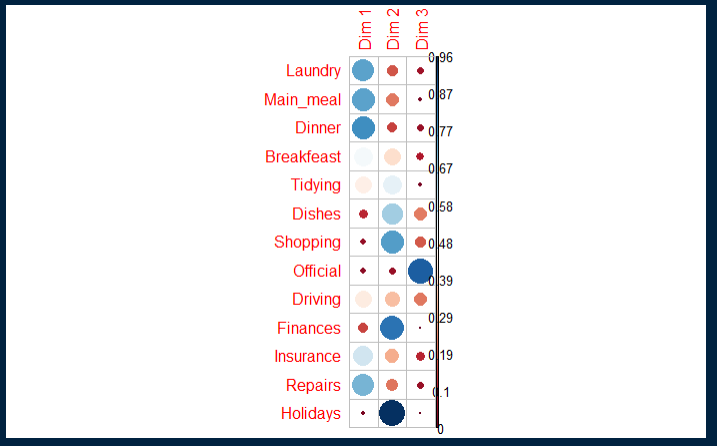 Dim 1 Dim 2 Dim 3
Laundry
Main_meal
Dinner
Breakfeast
Tidying
Dishes
Shopping
Official
Driving
Finances
Insurance
Repairs
Holidays
0.96
0.87
0.77
0.67
0.58
0.48
0.39
0.29
0.19
0.1
0